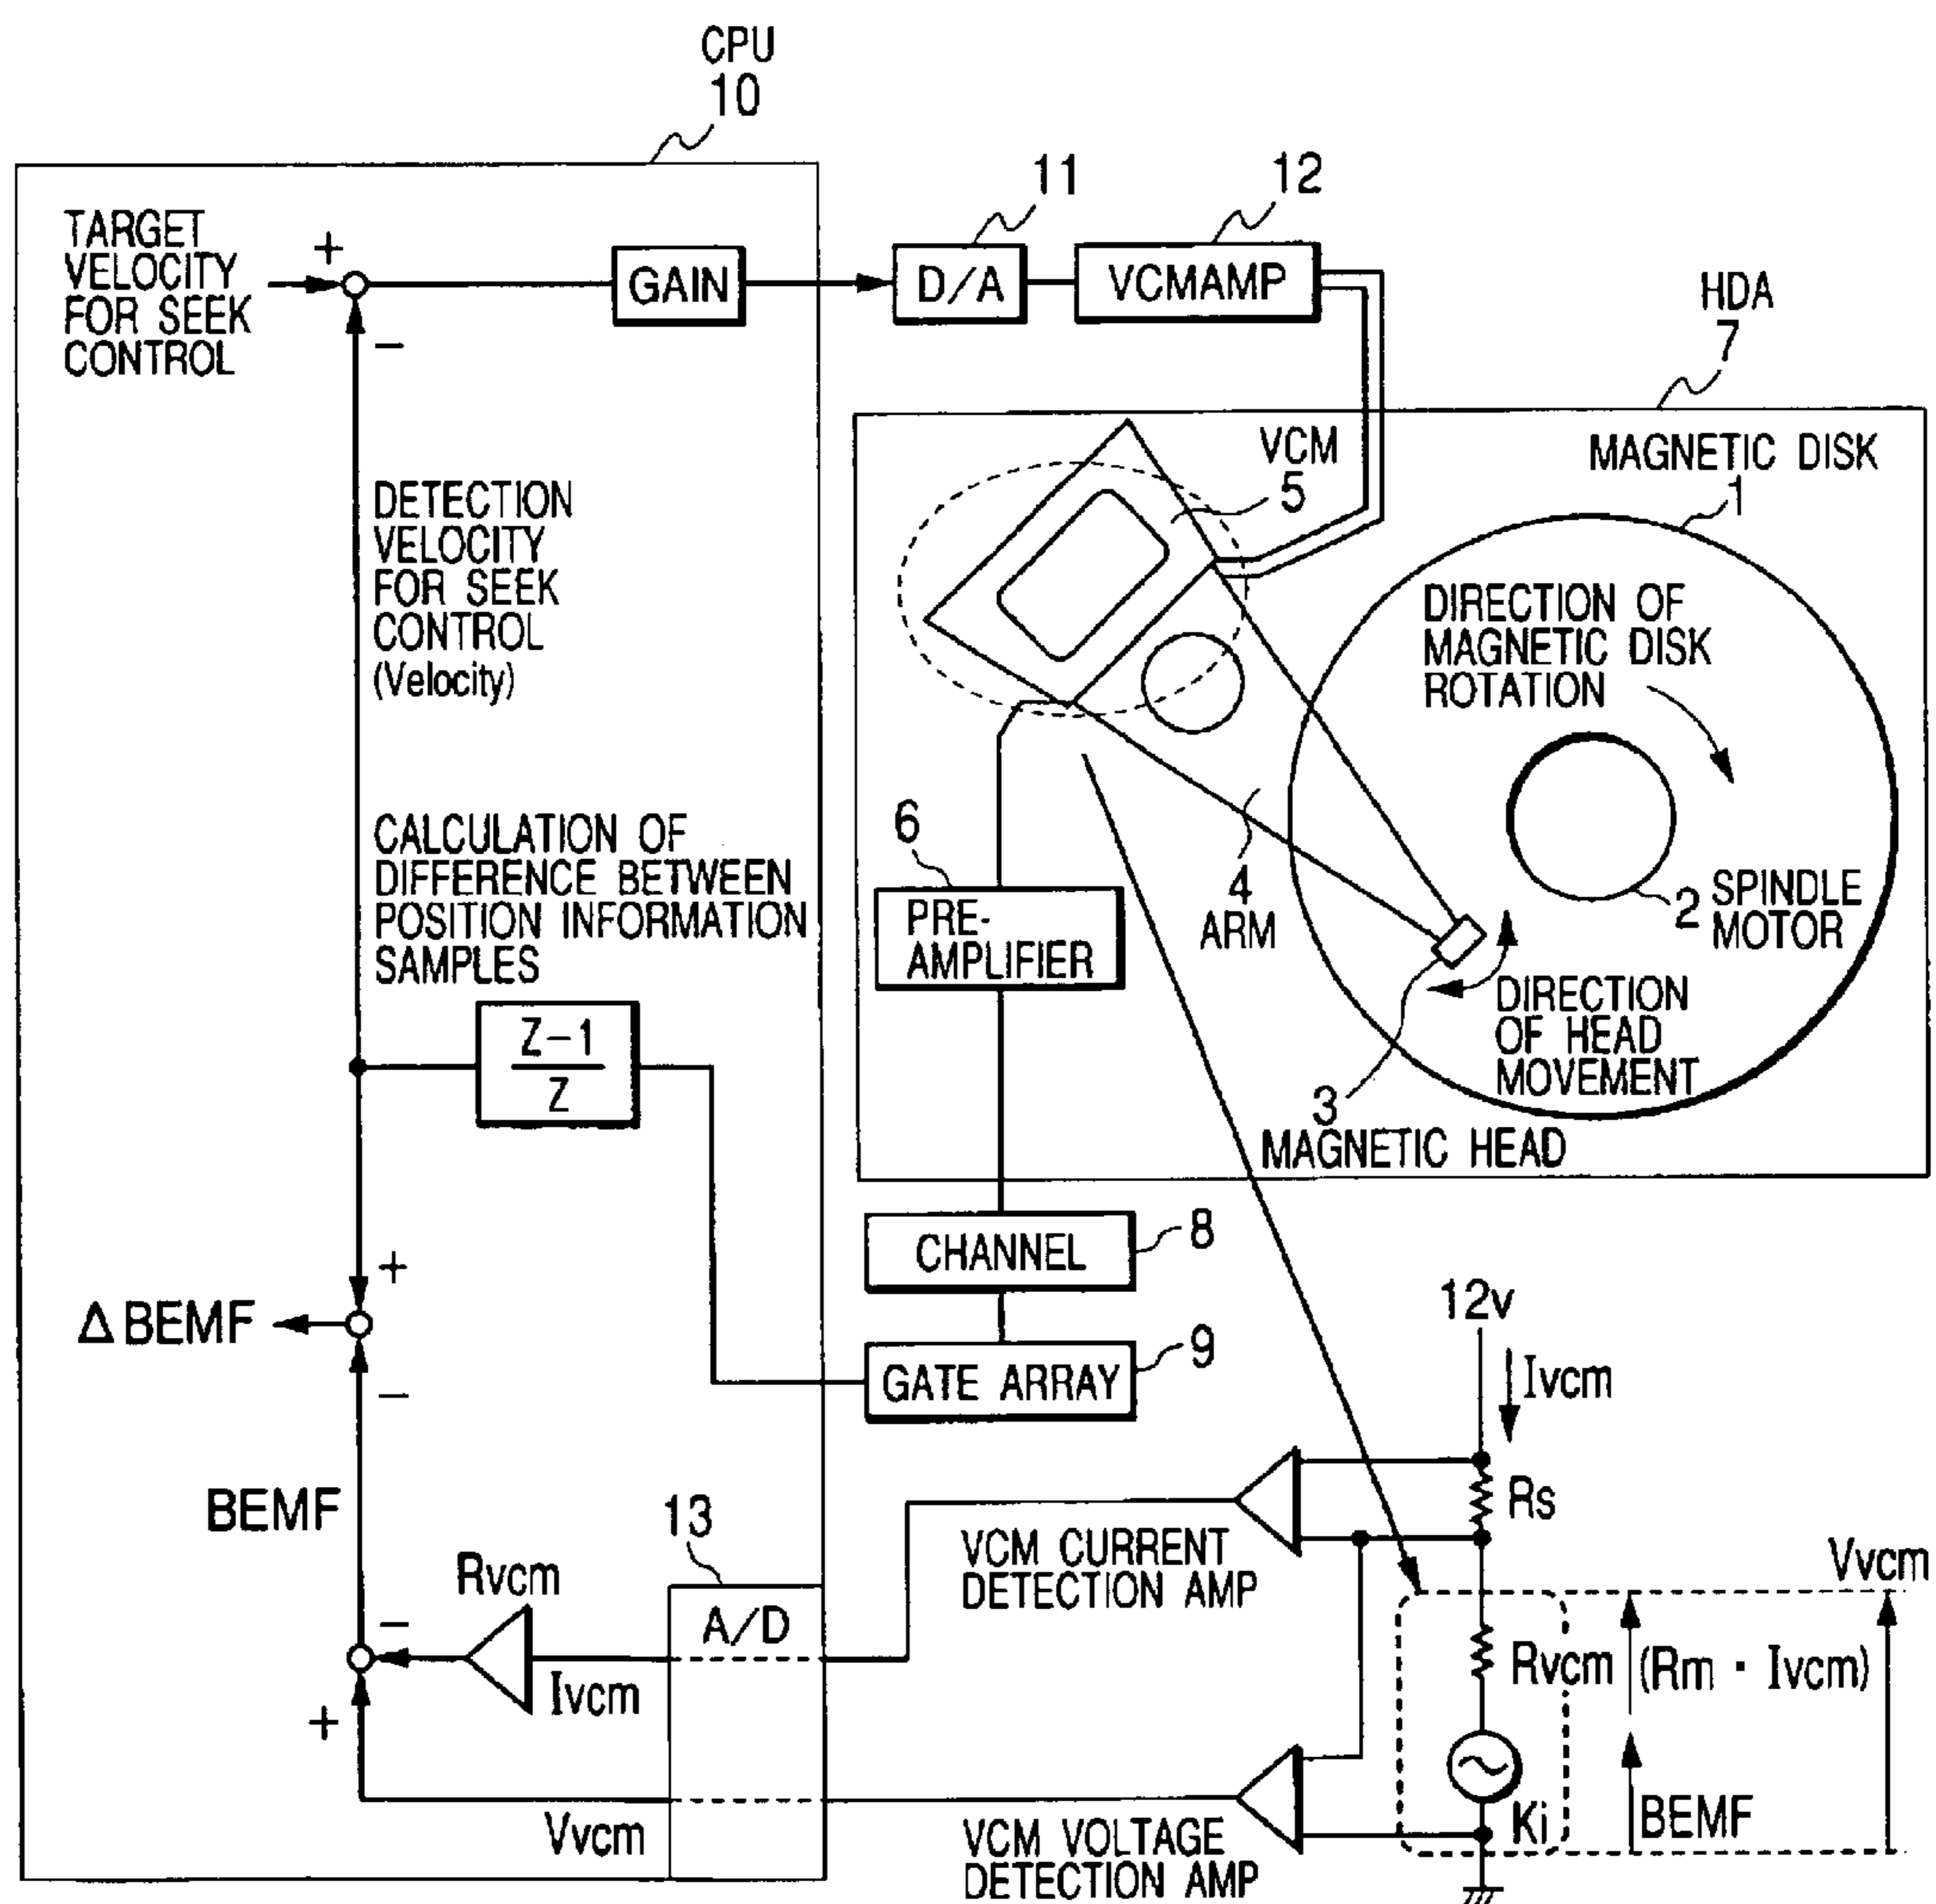 CPU
10
TARGET
VELOCITY
FOR SEEK
CONTROL
+
−
GAIN
11
D/A
12
VCMAMP
HDA
7
VCM
5
MAGNETIC DISK
1
DIRECTION OF
MAGNETIC DISK
ROTATION
DETECTION
VELOCITY
FOR SEEK
CONTROL
(Velocity)
CALCULATION OF
DIFFERENCE BETWEEN
POSITION INFORMATION
SAMPLES
6
PRE-
AMPLIFIER
4
ARM
2 SPINDLE
MOTOR
DIRECTION
OF HEAD
MOVEMENT
3
MAGNETIC HEAD
Z−1
Z
CHANNEL
8
GATE ARRAY
9
+
Δ BEMF
−
BEMF
12v
Ivcm
Rs
VCM CURRENT
DETECTION AMP
13
A/D
Rvcm
−
Ivcm
+
Vvcm
VCM VOLTAGE
DETECTION AMP
Vvcm
Rvcm
(Rm · Ivcm)
Ki
BEMF